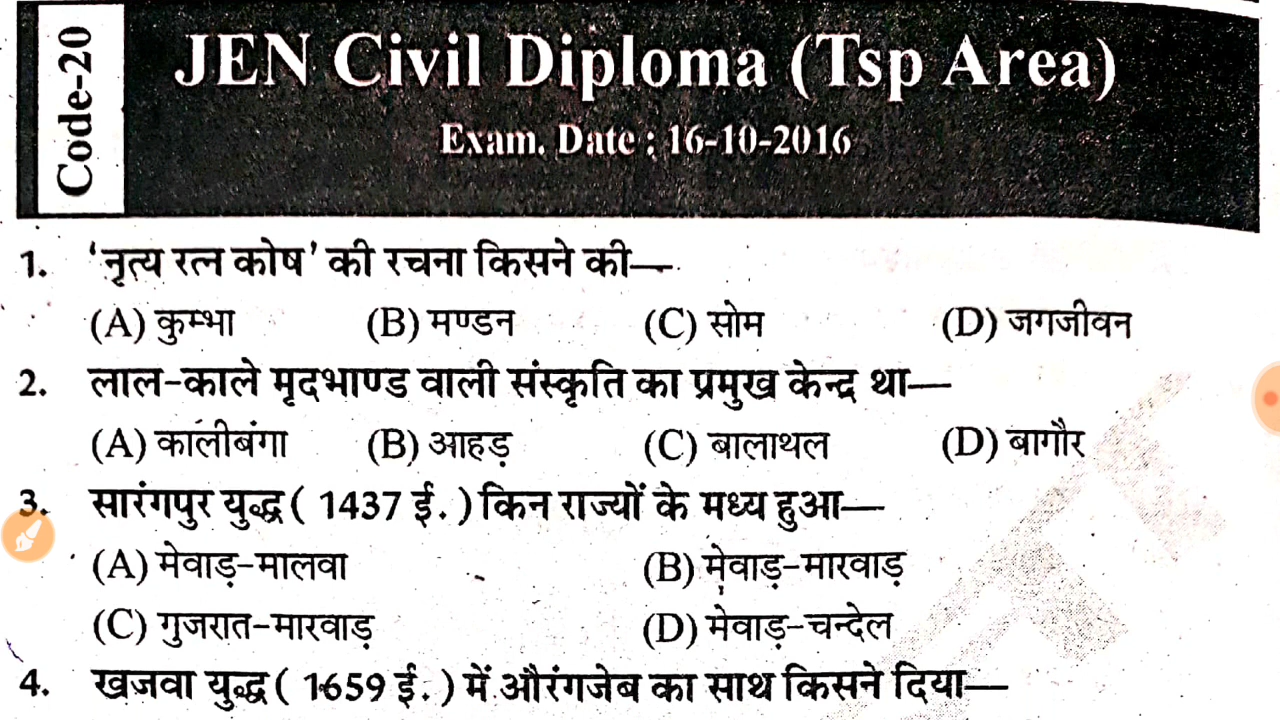 Code-20
JEN Civil Diploma (Tsp Area)
Exam. Date : 16-10-2016
1. 'नृत्य रत्न कोष' की रचना किसने की—
(A) कुम्भा (B) मण्डन (C) सोम (D) जगजीवन
2. लाल-काले मृदभाण्ड वाली संस्कृति का प्रमुख केन्द्र था—
(A) कालीबंगा (B) आहड़ (C) बालाथल (D) बागौर
3. सारंगपुर युद्ध ( 1437 ई. ) किन राज्यों के मध्य हुआ—
(A) मेवाड़-मालवा (B) मेवाड़-मारवाड़
(C) गुजरात-मारवाड़ (D) मेवाड़-चन्देल
4. खजवा युद्ध ( 1659 ई. ) में औरंगजेब का साथ किसने दिया—